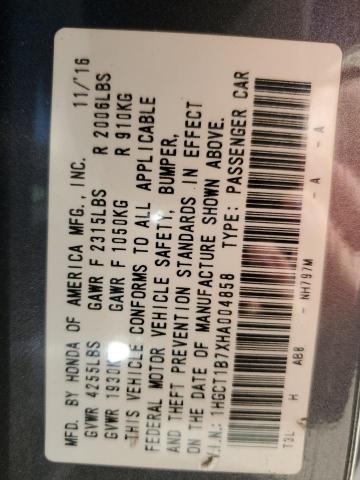 MFD. BY HONDA OF AMERICA MFG., INC. 11/'16
GVWR 4255LBS GAWR F 2315LBS R 2006LBS
GVWR 1930KG GAWR F 1050KG R 910KG
THIS VEHICLE CONFORMS TO ALL APPLICABLE
FEDERAL MOTOR VEHICLE SAFETY, BUMPER,
AND THEFT PREVENTION STANDARDS IN EFFECT
ON THE DATE OF MANUFACTURE SHOWN ABOVE.
V.I.N.: 1HGCT1B7XHA004858 TYPE: PASSENGER CAR
T3L H AB8 - NH797M - A - A